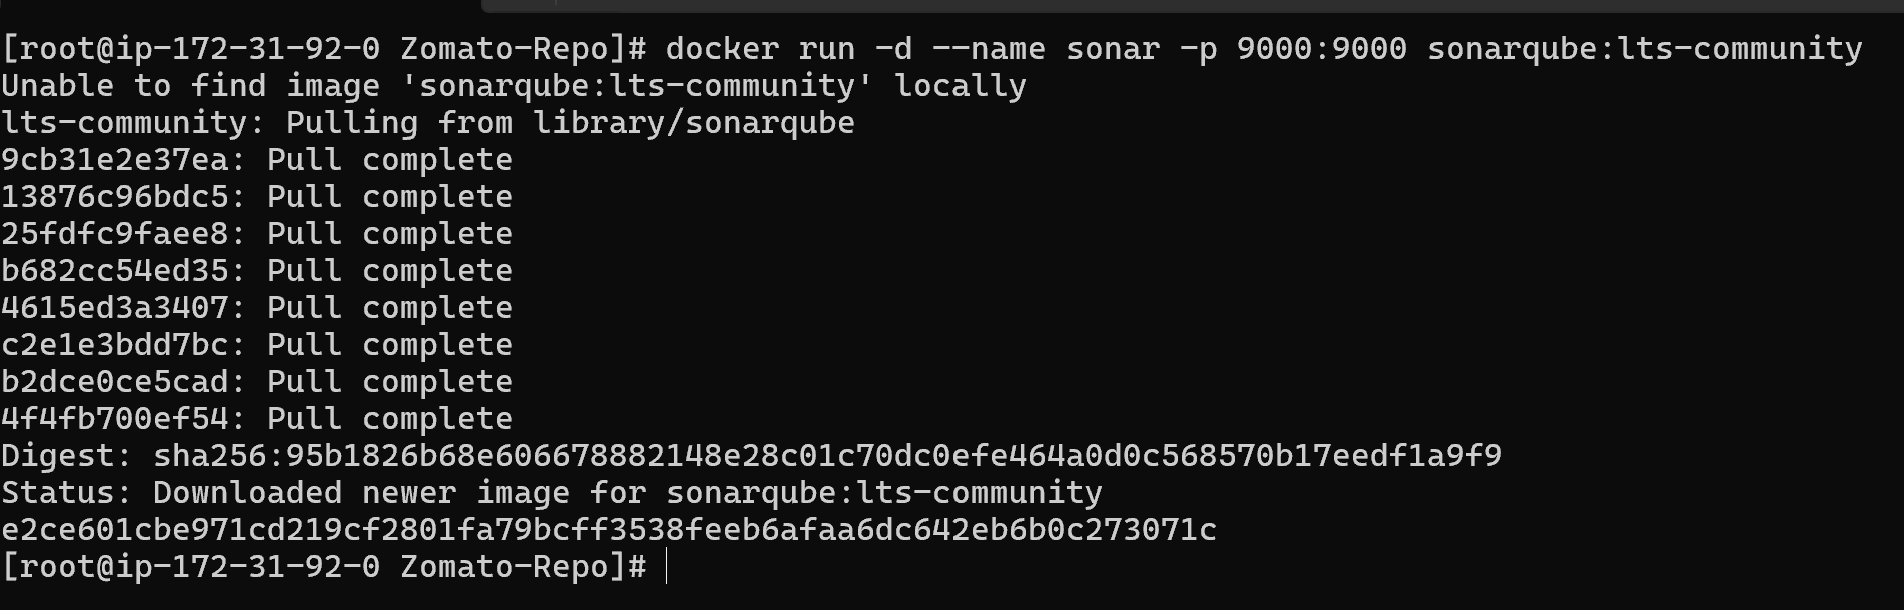 [root@ip-172-31-92-0 Zomato-Repo]# docker run -d --name sonar -p 9000:9000 sonarqube:lts-community
Unable to find image 'sonarqube:lts-community' locally
lts-community: Pulling from library/sonarqube
9cb31e2e37ea: Pull complete
13876c96bdc5: Pull complete
25fdfc9faee8: Pull complete
b682cc54ed35: Pull complete
4615ed3a3407: Pull complete
c2e1e3bdd7bc: Pull complete
b2dce0ce5cad: Pull complete
4f4fb700ef54: Pull complete
Digest: sha256:95b1826b68e606678882148e28c01c70dc0efe464a0d0c568570b17eedf1a9f9
Status: Downloaded newer image for sonarqube:lts-community
e2ce601cbe971cd219cf2801fa79bcff3538feeb6afaa6dc642eb6b0c273071c
[root@ip-172-31-92-0 Zomato-Repo]#